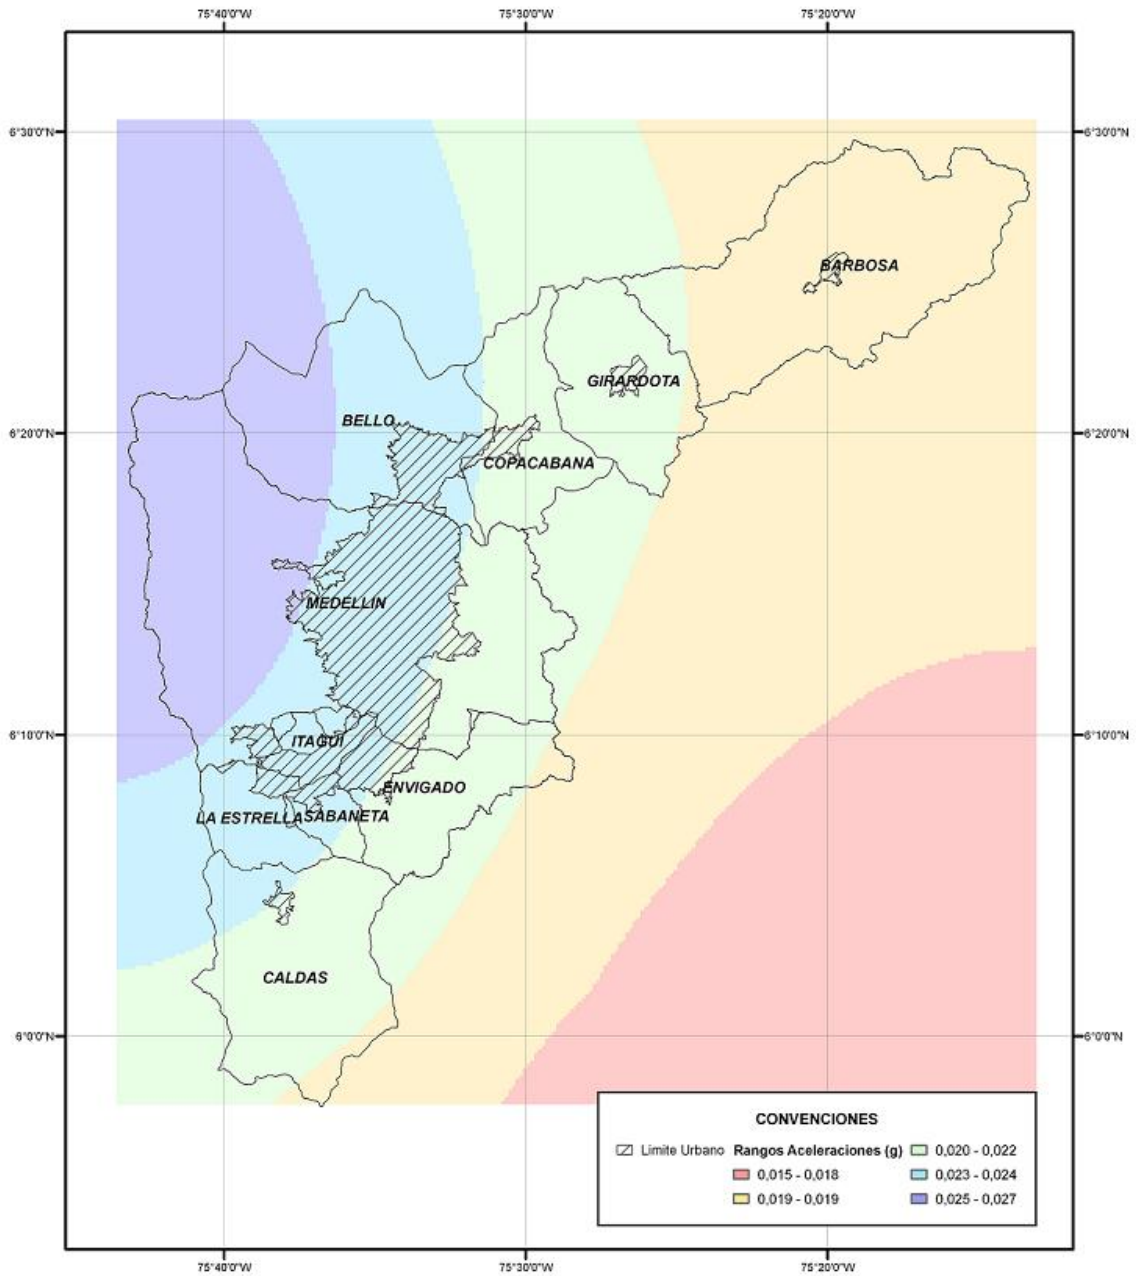 75°40'0"W 75°30'0"W 75°20'0"W
6°30'0"N 6°30'0"N
BARBOSA
GIRARDOTA
BELLO
6°20'0"N 6°20'0"N
COPACABANA
MEDELLIN
6°10'0"N 6°10'0"N
ITAGUI
ENVIGADO
LA ESTRELLA SABANETA
CALDAS
6°0'0"N 6°0'0"N
CONVENCIONES
Limite Urbano Rangos Aceleraciones (g) 0,020 - 0,022
0,015 - 0,018 0,023 - 0,024
0,019 - 0,019 0,025 - 0,027
75°40'0"W 75°30'0"W 75°20'0"W